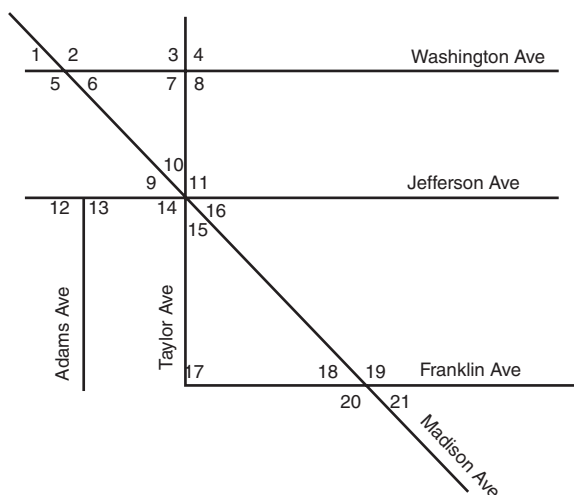 1 2 3 4 Washington Ave
5 6 7 8
10
9 11 Jefferson Ave
12 13 14 16
15
Adams Ave
Taylor Ave
17 18 19 Franklin Ave
20 21
Madison Ave